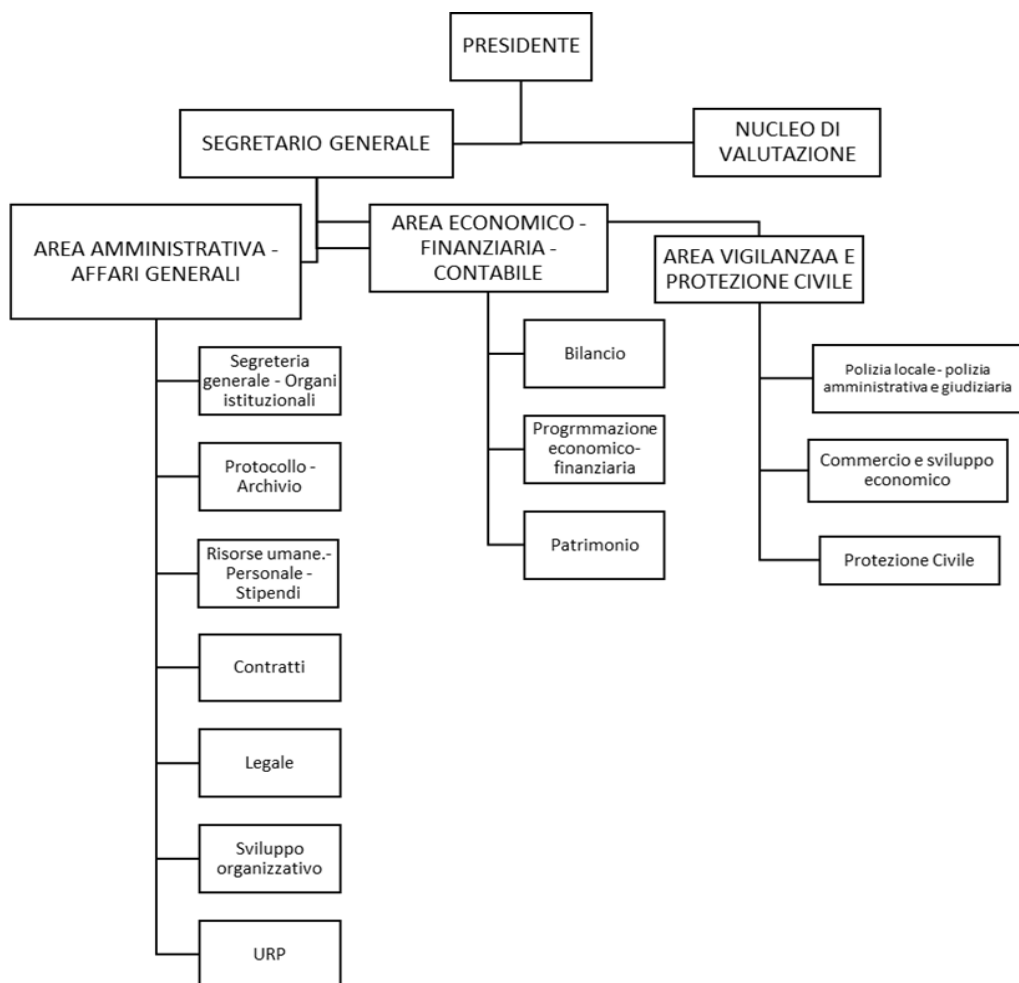 PRESIDENTE
SEGRETARIO GENERALE
NUCLEO DI
VALUTAZIONE
AREA AMMINISTRATIVA -
AFFARI GENERALI
AREA ECONOMICO -
FINANZIARIA -
CONTABILE
AREA VIGILANZAA E
PROTEZIONE CIVILE
Segreteria
generale - Organi
istituzionali
Protocollo -
Archivio
Risorse umane.-
Personale -
Stipendi
Contratti
Legale
Sviluppo
organizzativo
URP
Bilancio
Progrmmazione
economico-
finanziaria
Patrimonio
Polizia locale - polizia
amministrativa e giudiziaria
Commercio e sviluppo
economico
Protezione Civile